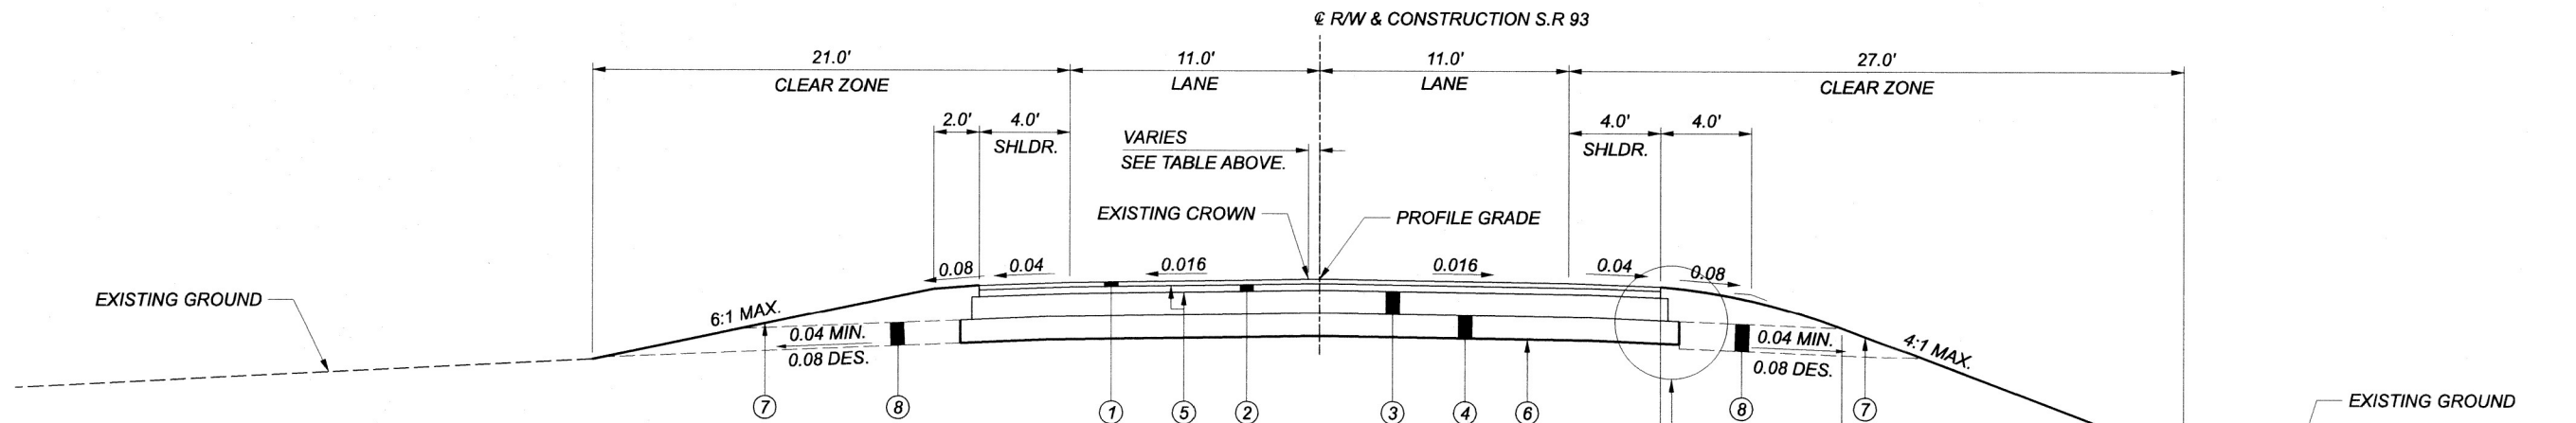 ℄ R/W & CONSTRUCTION S.R 93
21.0'
11.0'
11.0'
27.0'
CLEAR ZONE
LANE
LANE
CLEAR ZONE
2.0'
4.0'
4.0'
4.0'
SHLDR.
VARIES
SHLDR.
SEE TABLE ABOVE.
EXISTING CROWN
PROFILE GRADE
0.08
0.04
0.016
0.016
0.04
0.08
EXISTING GROUND
6:1 MAX.
0.04 MIN.
0.08 DES.
0.04 MIN.
0.08 DES.
4:1 MAX.
7
8
1
5
2
3
4
6
8
7
EXISTING GROUND